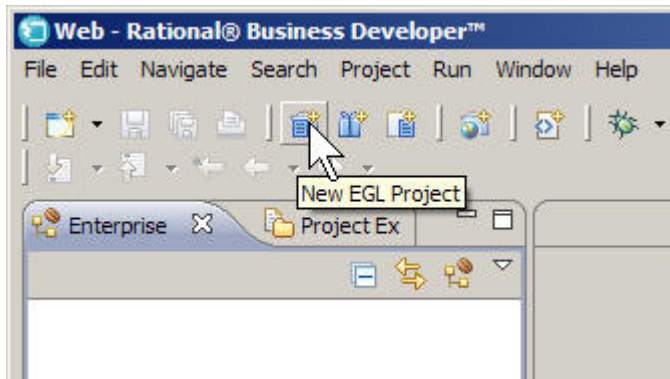 Web - Rational® Business Developer™
File Edit Navigate Search Project Run Window Help
New EGL Project
Enterprise Project Ex